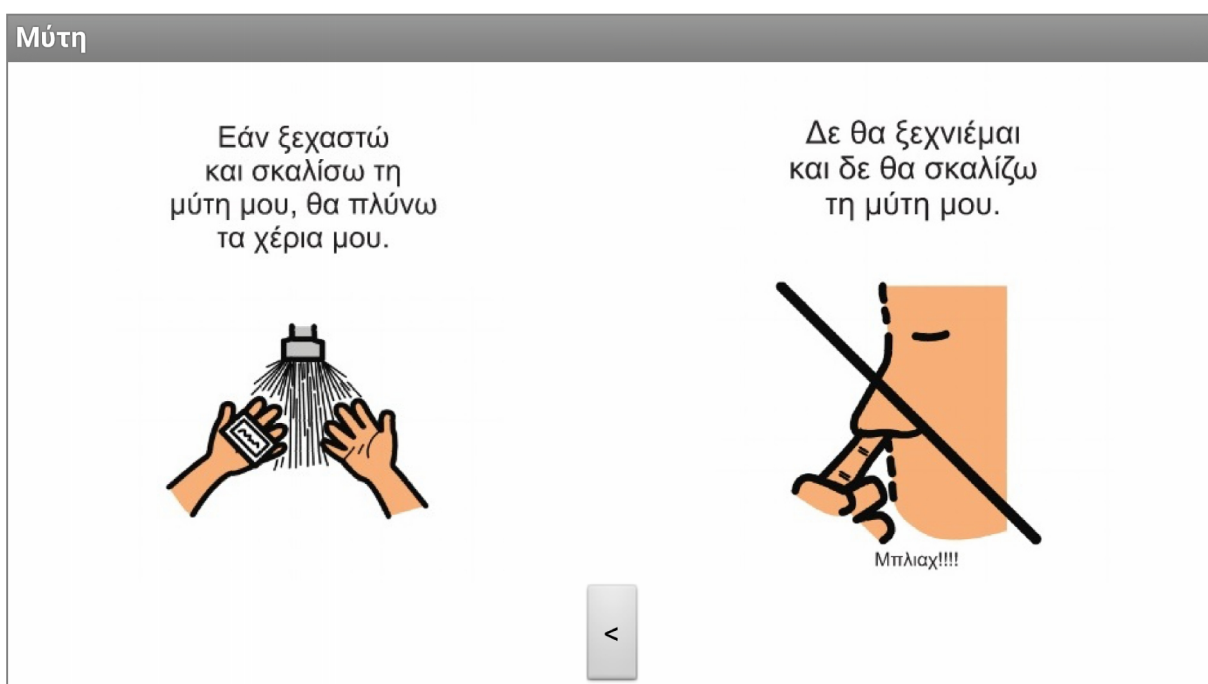 Μύτη
Εάν ξεχαστώ
και σκαλίσω τη
μύτη μου, θα πλύνω
τα χέρια μου.
Δε θα ξεχνιέμαι
και δε θα σκαλίζω
τη μύτη μου.
Μπλιαχ!!!!
<